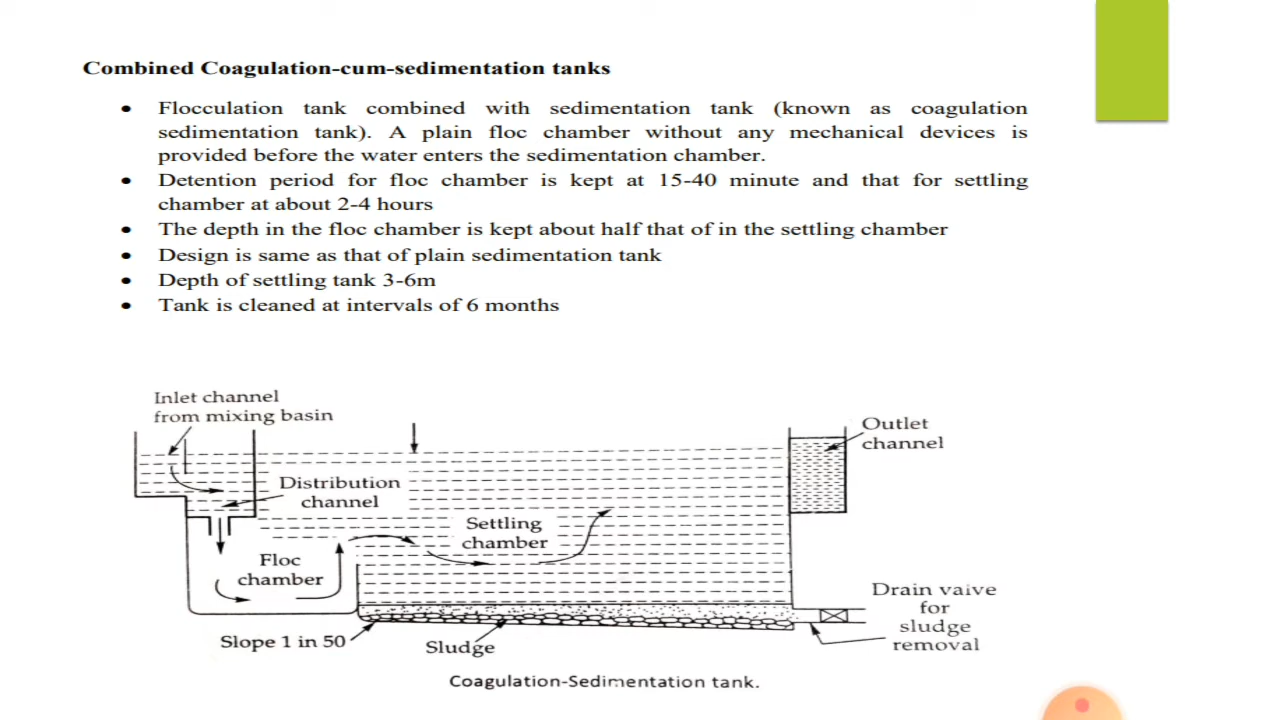 Combined Coagulation-cum-sedimentation tanks
• Flocculation tank combined with sedimentation tank (known as coagulation
sedimentation tank). A plain floc chamber without any mechanical devices is
provided before the water enters the sedimentation chamber.
• Detention period for floc chamber is kept at 15-40 minute and that for settling
chamber at about 2-4 hours
• The depth in the floc chamber is kept about half that of in the settling chamber
• Design is same as that of plain sedimentation tank
• Depth of settling tank 3-6m
• Tank is cleaned at intervals of 6 months
Inlet channel
from mixing basin
Outlet
channel
Distribution
channel
Settling
chamber
Floc
chamber
Drain valve
for
sludge
removal
Slope 1 in 50
Sludge
Coagulation-Sedimentation tank.